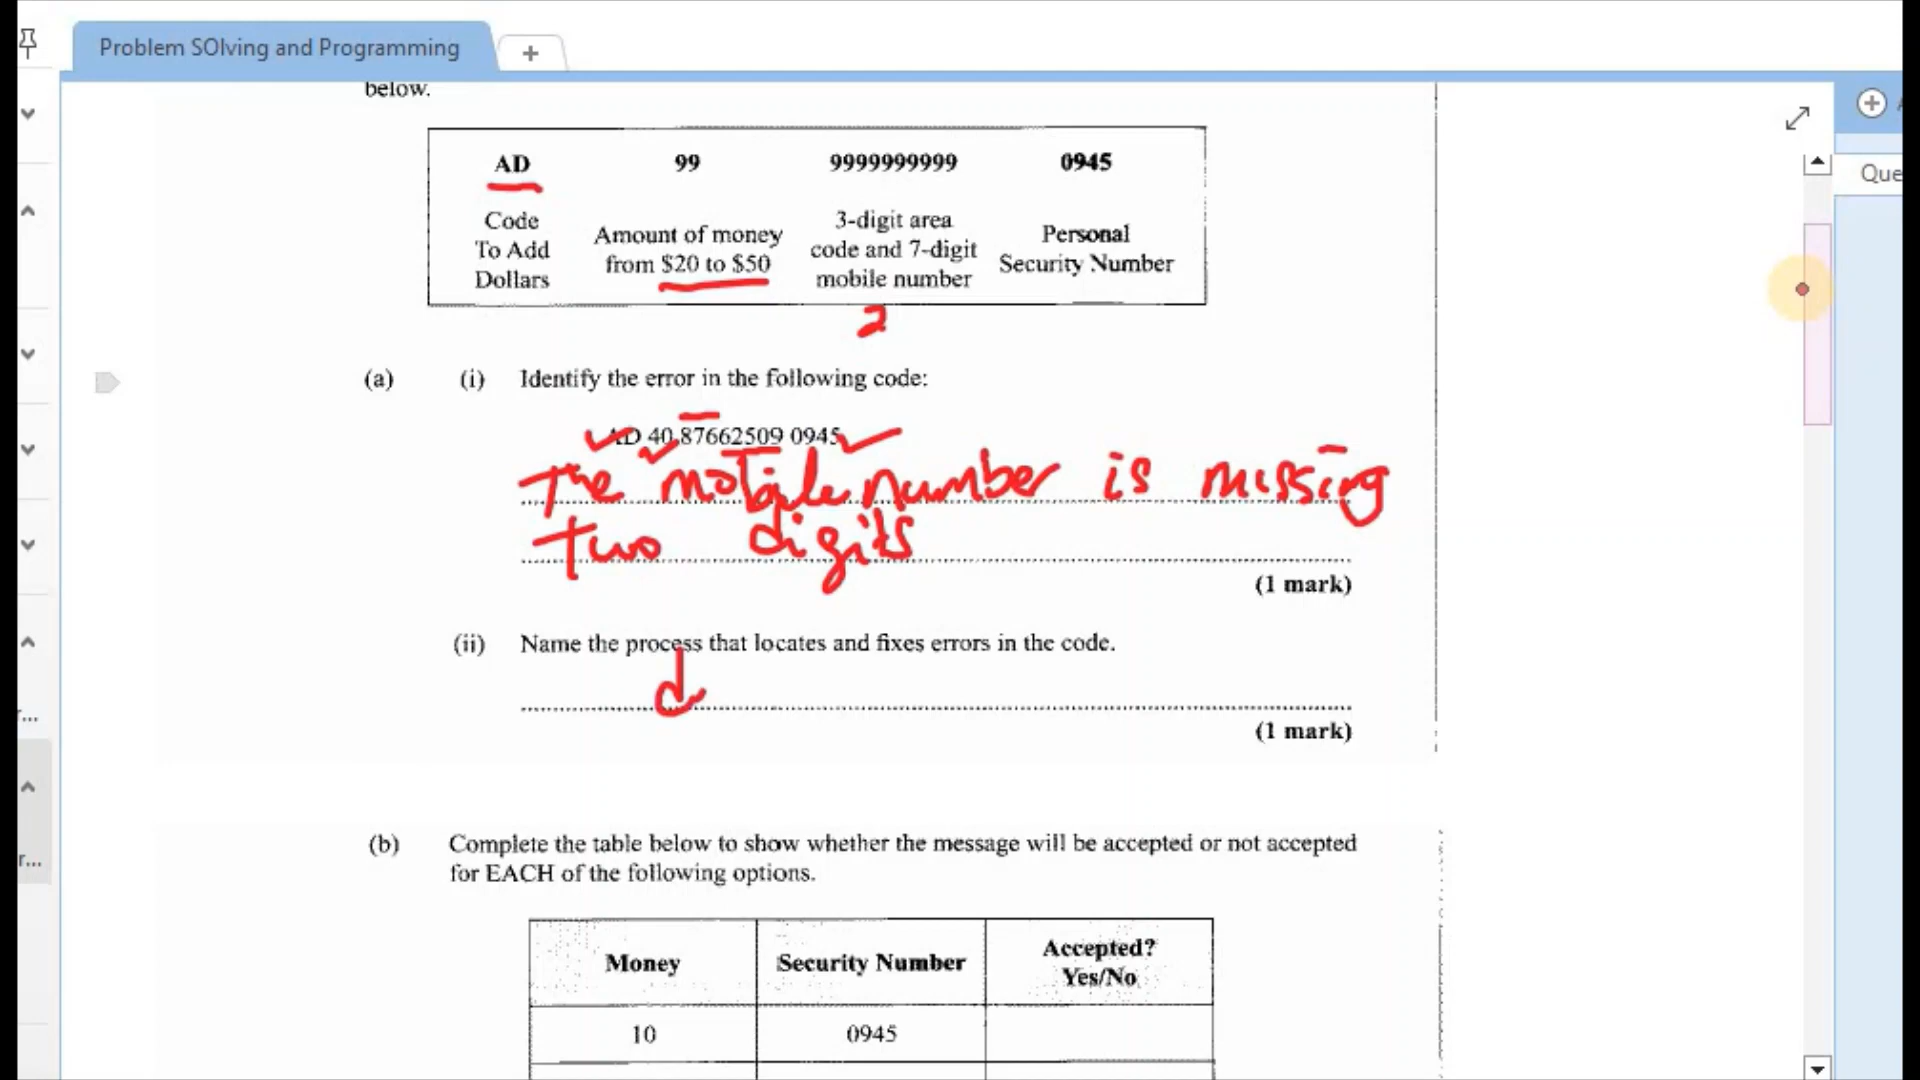 Problem SOlving and Programming
+
below.
AD 99 9999999999 0945
Code To Add Dollars
Amount of money from $20 to $50
3-digit area code and 7-digit mobile number
Personal Security Number
2
(a) (i) Identify the error in the following code:
AD 40 87662509 0945
The mobile number is missing
two digits
(1 mark)
(ii) Name the process that locates and fixes errors in the code.
d
(1 mark)
(b) Complete the table below to show whether the message will be accepted or not accepted
for EACH of the following options.
Money Security Number Accepted? Yes/No
10 0945
Que
r...
r...